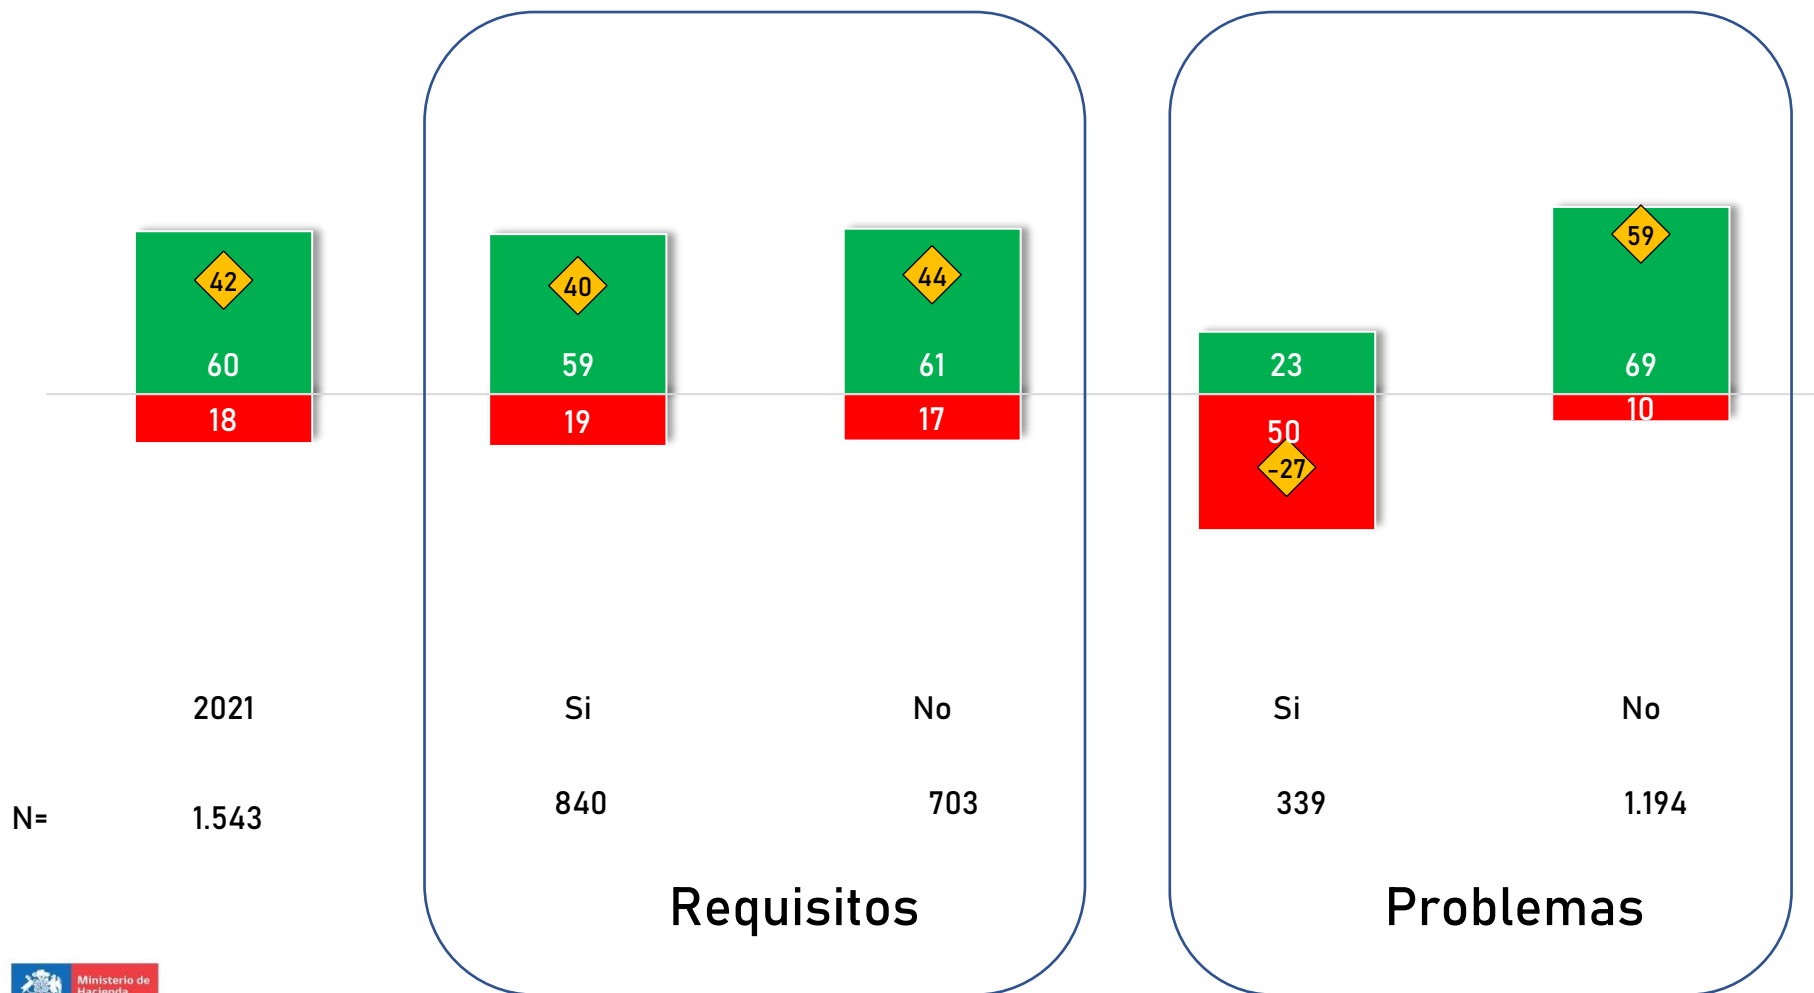 42
40
44
59
60
59
61
23
69
18
19
17
50
10
-27
2021
Si
No
Si
No
N=
1.543
840
703
339
1.194
Requisitos
Problemas
Ministerio de
Hacienda